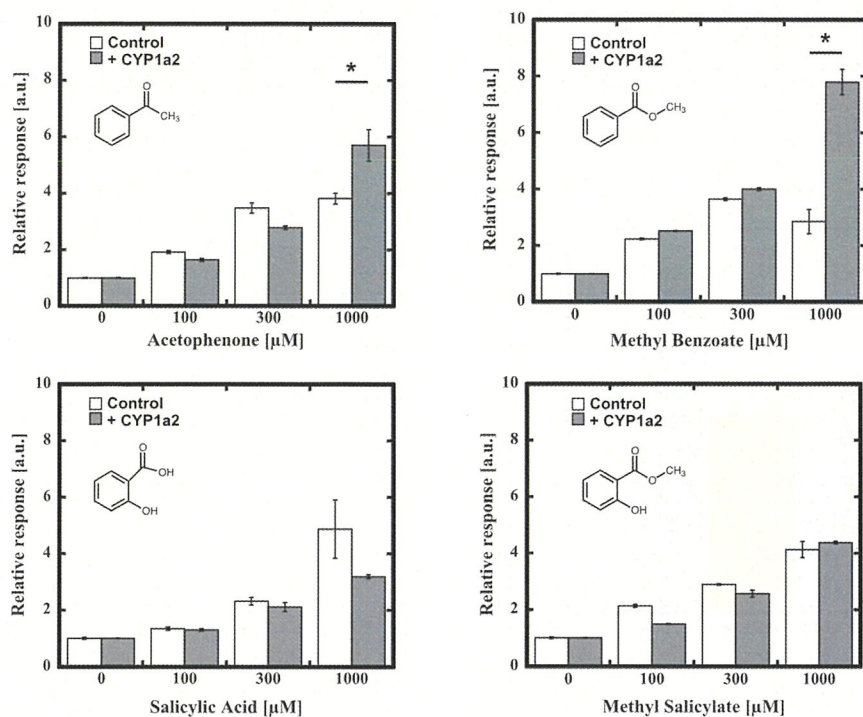 10
8
6
4
2
0
Relative response [a.u.]
Control
+ CYP1a2
*
O
CH3
0 100 300 1000
Acetophenone [µM]
10
8
6
4
2
0
Relative response [a.u.]
Control
+ CYP1a2
*
O
O
CH3
0 100 300 1000
Methyl Benzoate [µM]
10
8
6
4
2
0
Relative response [a.u.]
Control
+ CYP1a2
O
OH
OH
0 100 300 1000
Salicylic Acid [µM]
10
8
6
4
2
0
Relative response [a.u.]
Control
+ CYP1a2
O
O
CH3
OH
0 100 300 1000
Methyl Salicylate [µM]